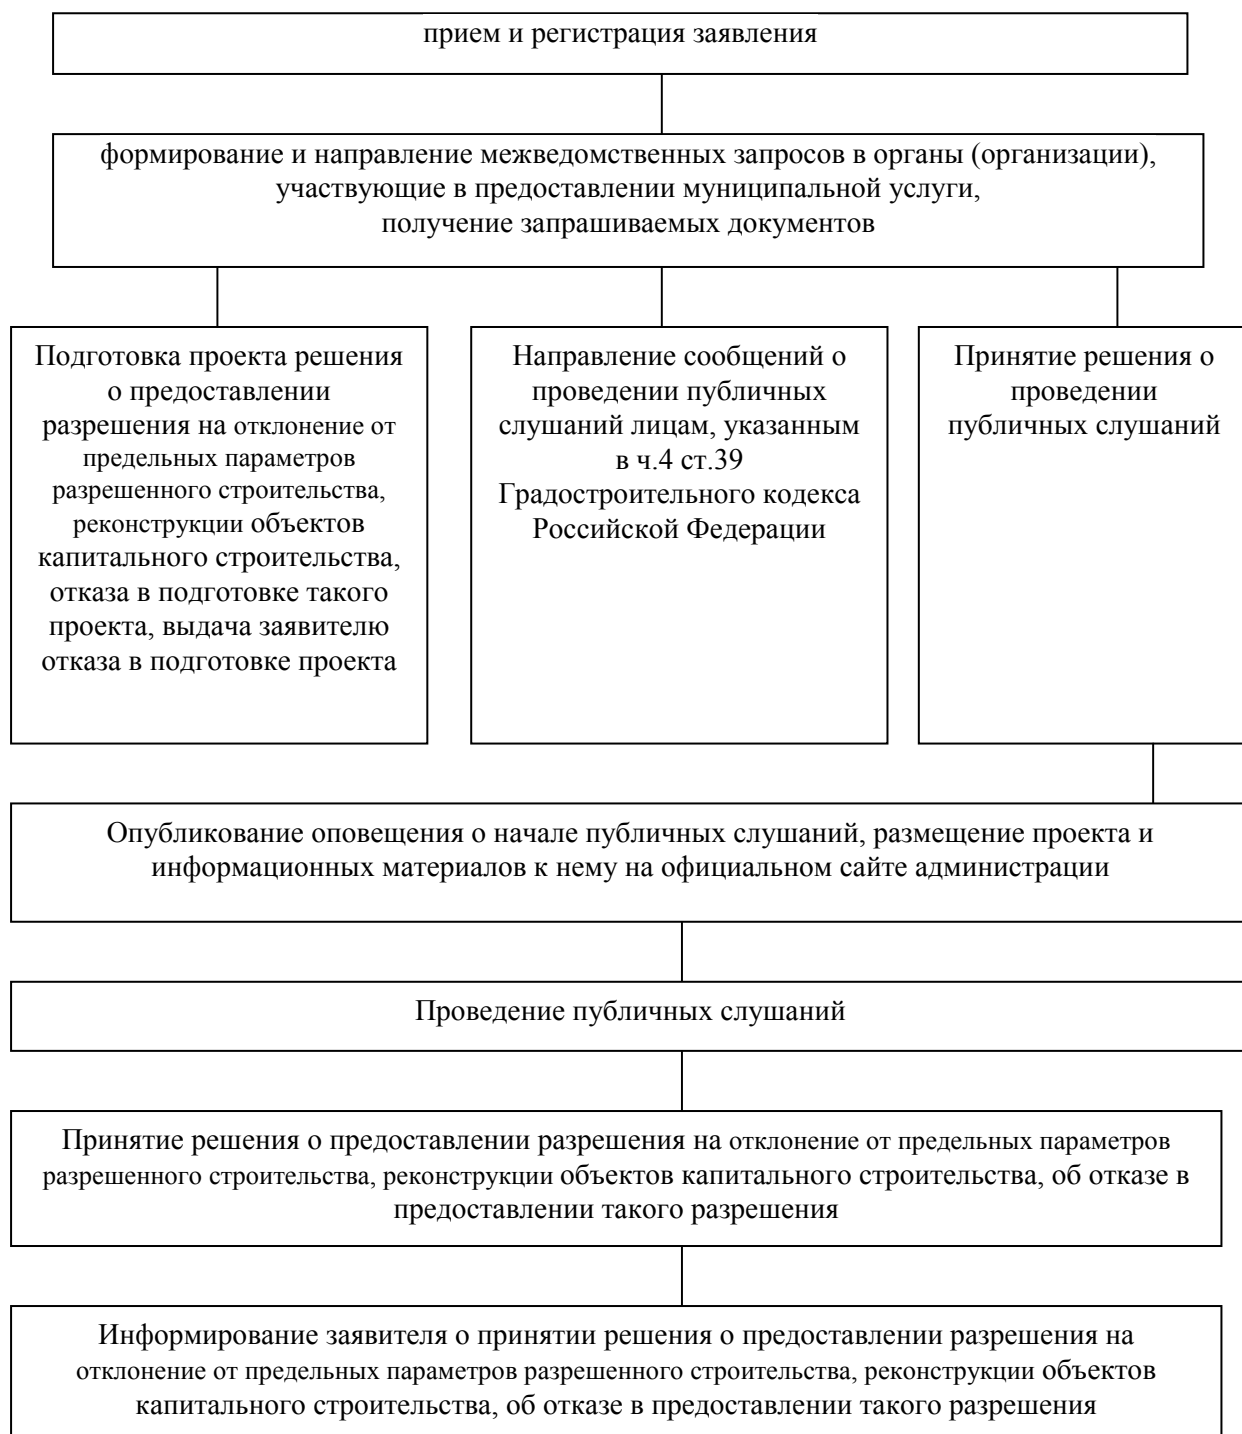 прием и регистрация заявления
формирование и направление межведомственных запросов в органы (организации),
участвующие в предоставлении муниципальной услуги,
получение запрашиваемых документов
Подготовка проекта решения
о предоставлении
разрешения на отклонение от
предельных параметров
разрешенного строительства,
реконструкции объектов
капитального строительства,
отказа в подготовке такого
проекта, выдача заявителю
отказа в подготовке проекта
Направление сообщений о
проведении публичных
слушаний лицам, указанным
в ч.4 ст.39
Градостроительного кодекса
Российской Федерации
Принятие решения о
проведении
публичных слушаний
Опубликование оповещения о начале публичных слушаний, размещение проекта и
информационных материалов к нему на официальном сайте администрации
Проведение публичных слушаний
Принятие решения о предоставлении разрешения на отклонение от предельных параметров
разрешенного строительства, реконструкции объектов капитального строительства, об отказе в
предоставлении такого разрешения
Информирование заявителя о принятии решения о предоставлении разрешения на
отклонение от предельных параметров разрешенного строительства, реконструкции объектов
капитального строительства, об отказе в предоставлении такого разрешения